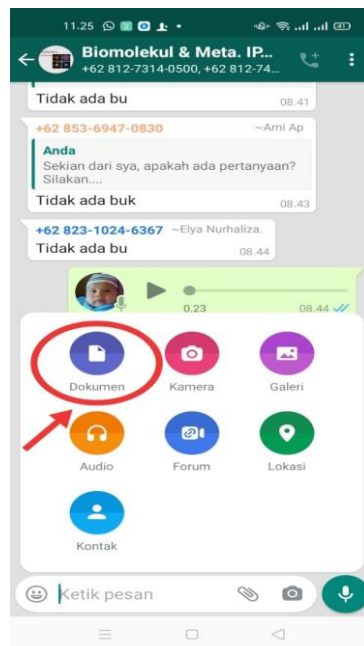 11.25
Biomolekul & Meta. IP...
+62 812-7314-0500, +62 812-74...
Tidak ada bu
08.41
+62 853-6947-0830 ~Arni Ap
Anda
Sekian dari sya, apakah ada pertanyaan?
Silakan....
Tidak ada buk
08.43
+62 823-1024-6367 ~Elya Nurhaliza.
Tidak ada bu
08.44
0.23 08.44
Dokumen Kamera Galeri
Audio Forum Lokasi
Kontak
Ketik pesan